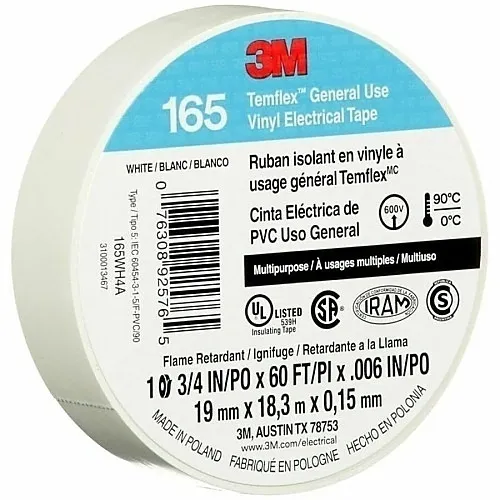 3M
165
Temflex™ General Use
Vinyl Electrical Tape
WHITE/BLANC/BLANCO
Ruban isolant en vinyle à
usage général Temflex MC
Cinta Eléctrica de
PVC Uso General
600V
90°C
0°C
Multipurpose / À usages multiples / Multiuso
0 76308 92576 5
Type / Tipo 5: IEC 60454-3-1-5/F-PVC/90
165WH4A
3100013467
UL LISTED
539H
Insulating Tape
SA
IRAM
S
Flame Retardant / Ignifuge / Retardante a la Llama
3/4 IN/PO x 60 FT/PI x .006 IN/PO
19 mm x 18,3 m x 0,15 mm
3M, AUSTIN TX 78753
www.3M.com/electrical
MADE IN POLAND
FABRIQUÉ EN POLOGNE
HECHO EN POLONIA